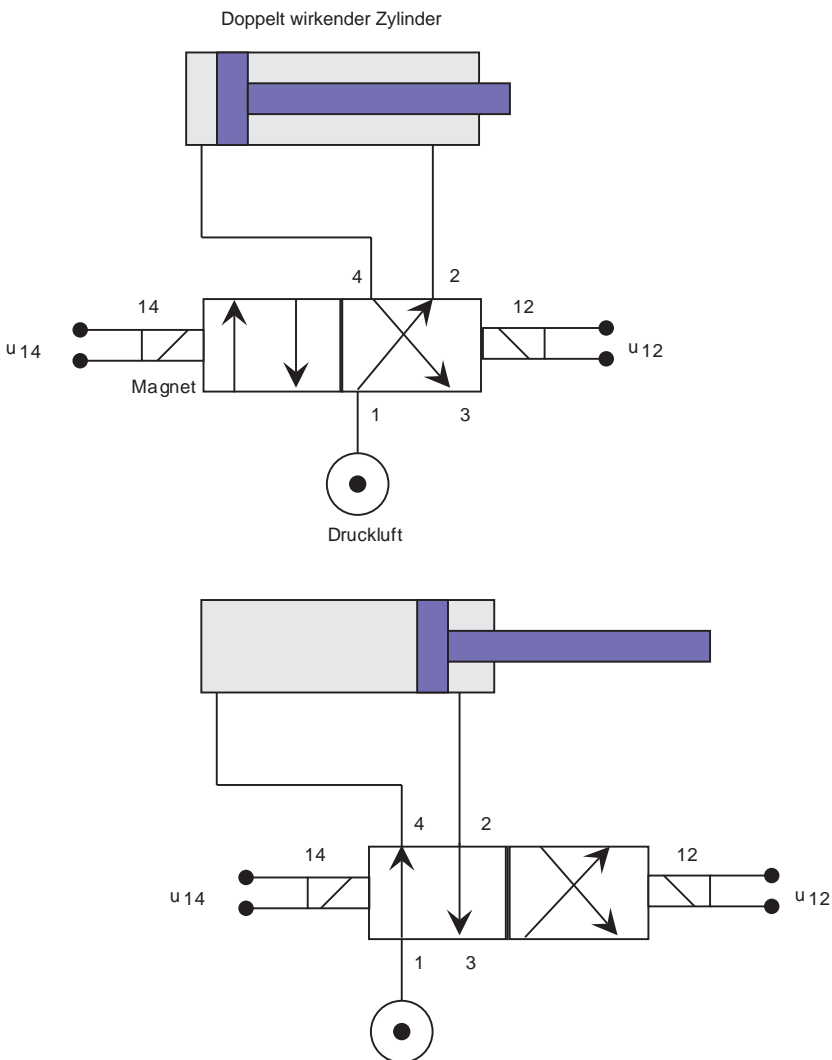 Doppelt wirkender Zylinder
4 2
14 12
u 14 u 12
Magnet
1 3
Druckluft
4 2
14 12
u 14 u 12
1 3